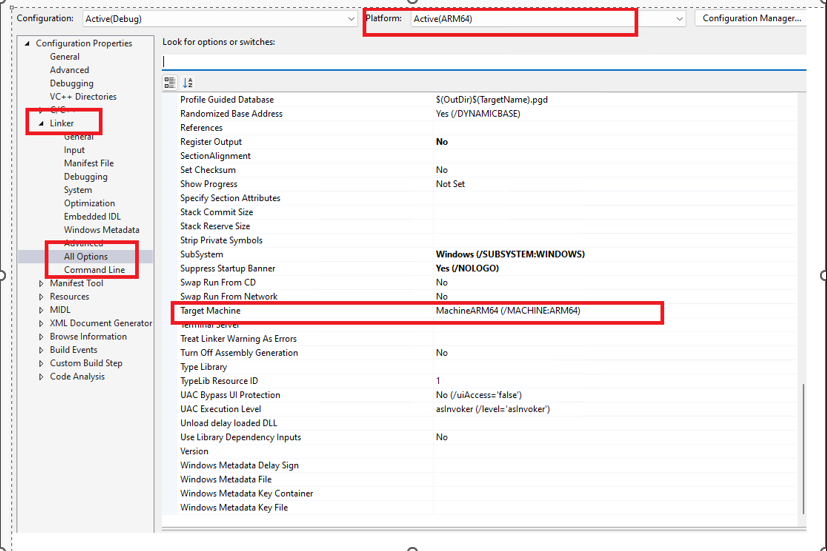 Configuration: Active(Debug) Platform: Active(ARM64) Configuration Manager...
Configuration Properties
General
Advanced
Debugging
VC++ Directories
C/C++
Linker
General
Input
Manifest File
Debugging
System
Optimization
Embedded IDL
Windows Metadata
Advanced
All Options
Command Line
Manifest Tool
Resources
MIDL
XML Document Generator
Browse Information
Build Events
Custom Build Step
Code Analysis
Look for options or switches:
Profile Guided Database $(OutDir)$(TargetName).pgd
Randomized Base Address Yes (/DYNAMICBASE)
References
Register Output No
SectionAlignment
Set Checksum No
Show Progress Not Set
Specify Section Attributes
Stack Commit Size
Stack Reserve Size
Strip Private Symbols
SubSystem Windows (/SUBSYSTEM:WINDOWS)
Suppress Startup Banner Yes (/NOLOGO)
Swap Run From CD No
Swap Run From Network No
Target Machine MachineARM64 (/MACHINE:ARM64)
Terminal Server
Treat Linker Warning As Errors
Turn Off Assembly Generation No
Type Library
TypeLib Resource ID 1
UAC Bypass UI Protection No (/uiAccess='false')
UAC Execution Level asInvoker (/level='asInvoker')
Unload delay loaded DLL
Use Library Dependency Inputs No
Version
Windows Metadata Delay Sign
Windows Metadata File
Windows Metadata Key Container
Windows Metadata Key File